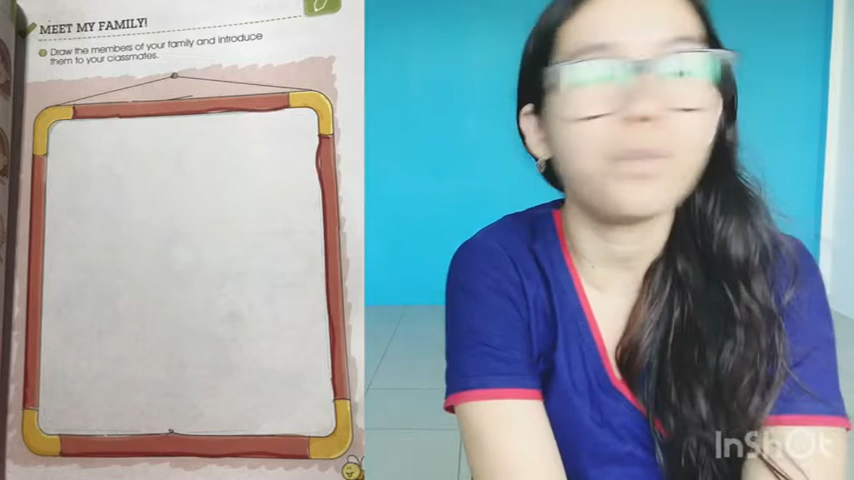 MEET MY FAMILY!
Draw the members of your family and introduce
them to your classmates.
InShOt